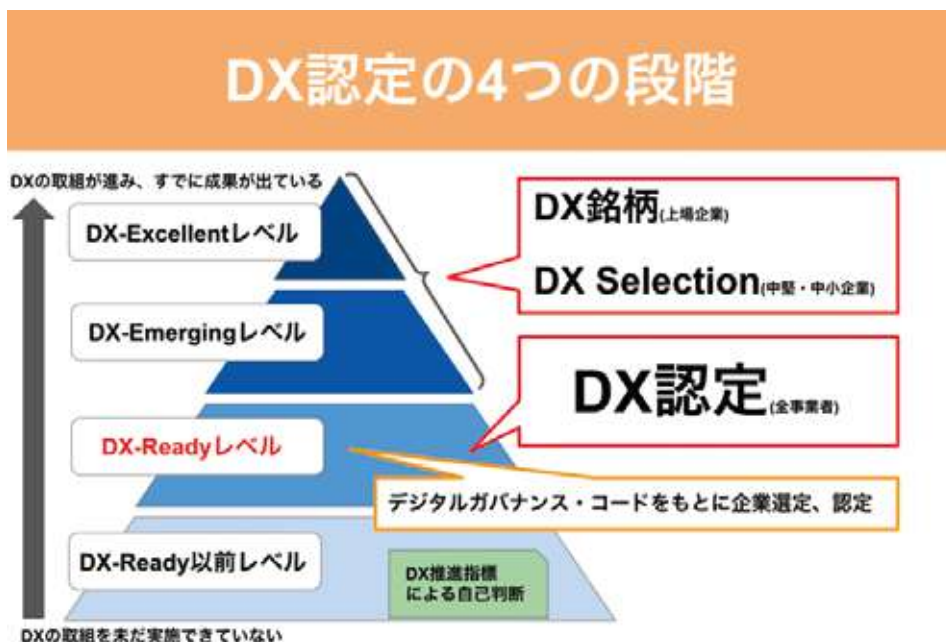 DX認定の4つの段階
DXの取組が進み、すでに成果が出ている
DX-Excellentレベル
DX銘柄(上場企業)
DX Selection(中堅・中小企業)
DX-Emergingレベル
DX認定(全事業者)
DX-Readyレベル
デジタルガバナンス・コードをもとに企業選定、認定
DX-Ready以前レベル
DX推進指標
による自己判断
DXの取組を未だ実施できていない